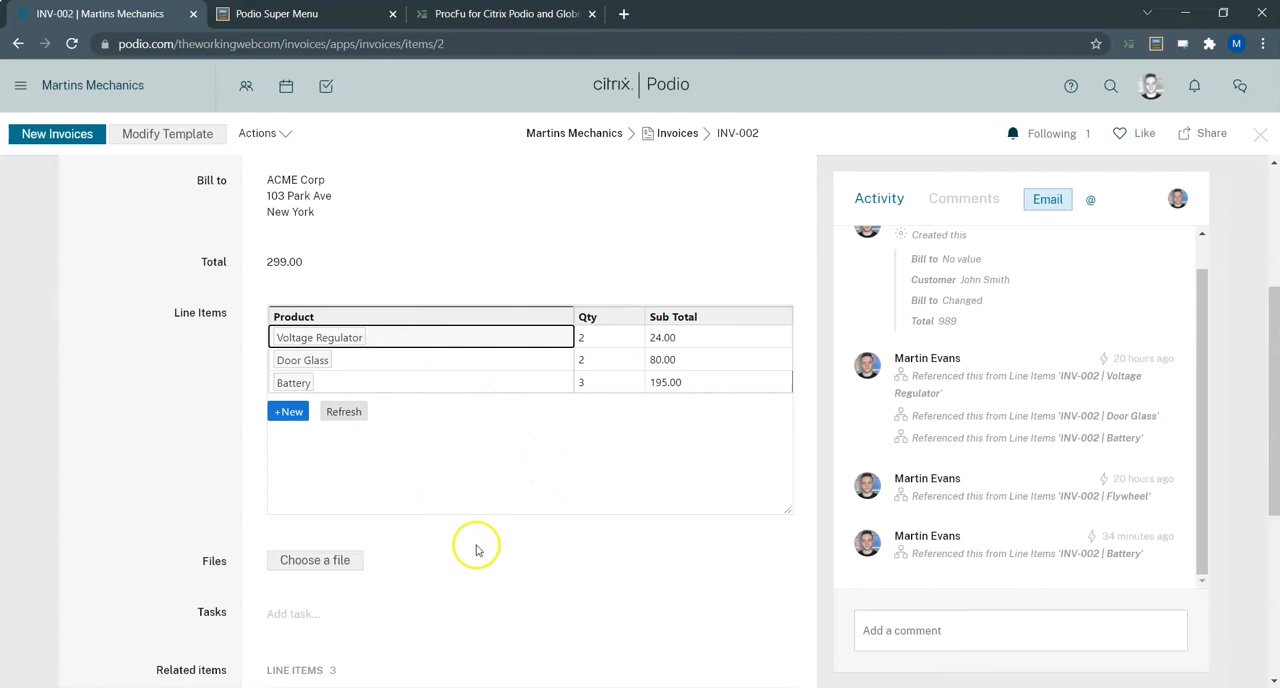 INV-002 | Martins Mechanics
Podio Super Menu
ProcFu for Citrix Podio and Globi
podio.com/theworkingwebcom/invoices/apps/invoices/items/2
M
Martins Mechanics
citrix. | Podio
New Invoices
Modify Template
Actions
Martins Mechanics > Invoices > INV-002
Following 1
Like
Share
Bill to
ACME Corp
103 Park Ave
New York
Total
299.00
Line Items
Product Qty Sub Total
Voltage Regulator 2 24.00
Door Glass 2 80.00
Battery 3 195.00
+New
Refresh
Files
Choose a file
Tasks
Add task...
Related items
LINE ITEMS 3
Activity
Comments
Email
@
Created this
Bill to No value
Customer John Smith
Bill to Changed
Total 989
Martin Evans
20 hours ago
Referenced this from Line Items 'INV-002 | Voltage
Regulator'
Referenced this from Line Items 'INV-002 | Door Glass'
Referenced this from Line Items 'INV-002 | Battery'
Martin Evans
20 hours ago
Referenced this from Line Items 'INV-002 | Flywheel'
Martin Evans
34 minutes ago
Referenced this from Line Items 'INV-002 | Battery'
Add a comment